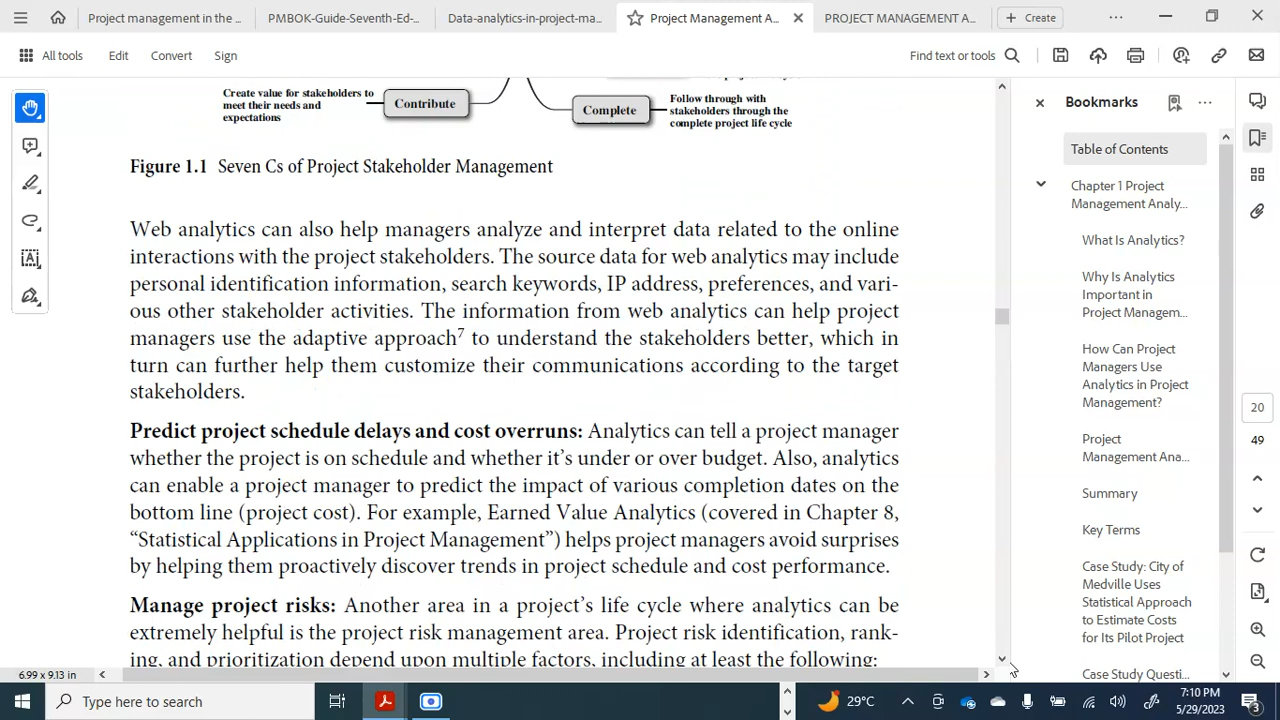 Project management in the ...
PMBOK-Guide-Seventh-Ed-...
Data-analytics-in-project-ma...
Project Management A...
PROJECT MANAGEMENT A...
Create
All tools
Edit
Convert
Sign
Find text or tools
Create value for stakeholders to
meet their needs and
expectations
Contribute
Complete
Follow through with
stakeholders through the
complete project life cycle
Figure 1.1 Seven Cs of Project Stakeholder Management
Web analytics can also help managers analyze and interpret data related to the online
interactions with the project stakeholders. The source data for web analytics may include
personal identification information, search keywords, IP address, preferences, and vari-
ous other stakeholder activities. The information from web analytics can help project
managers use the adaptive approach7 to understand the stakeholders better, which in
turn can further help them customize their communications according to the target
stakeholders.
Predict project schedule delays and cost overruns: Analytics can tell a project manager
whether the project is on schedule and whether it's under or over budget. Also, analytics
can enable a project manager to predict the impact of various completion dates on the
bottom line (project cost). For example, Earned Value Analytics (covered in Chapter 8,
“Statistical Applications in Project Management”) helps project managers avoid surprises
by helping them proactively discover trends in project schedule and cost performance.
Manage project risks: Another area in a project's life cycle where analytics can be
extremely helpful is the project risk management area. Project risk identification, rank-
ing, and prioritization depend upon multiple factors, including at least the following:
6.99 x 9.13 in
Bookmarks
Table of Contents
Chapter 1 Project
Management Analy...
What Is Analytics?
Why Is Analytics
Important in
Project Managem...
How Can Project
Managers Use
Analytics in Project
Management?
Project
Management Ana...
Summary
Key Terms
Case Study: City of
Medville Uses
Statistical Approach
to Estimate Costs
for Its Pilot Project
Case Study Questi...
20
49
Type here to search
29°C
7:10 PM
5/29/2023
3